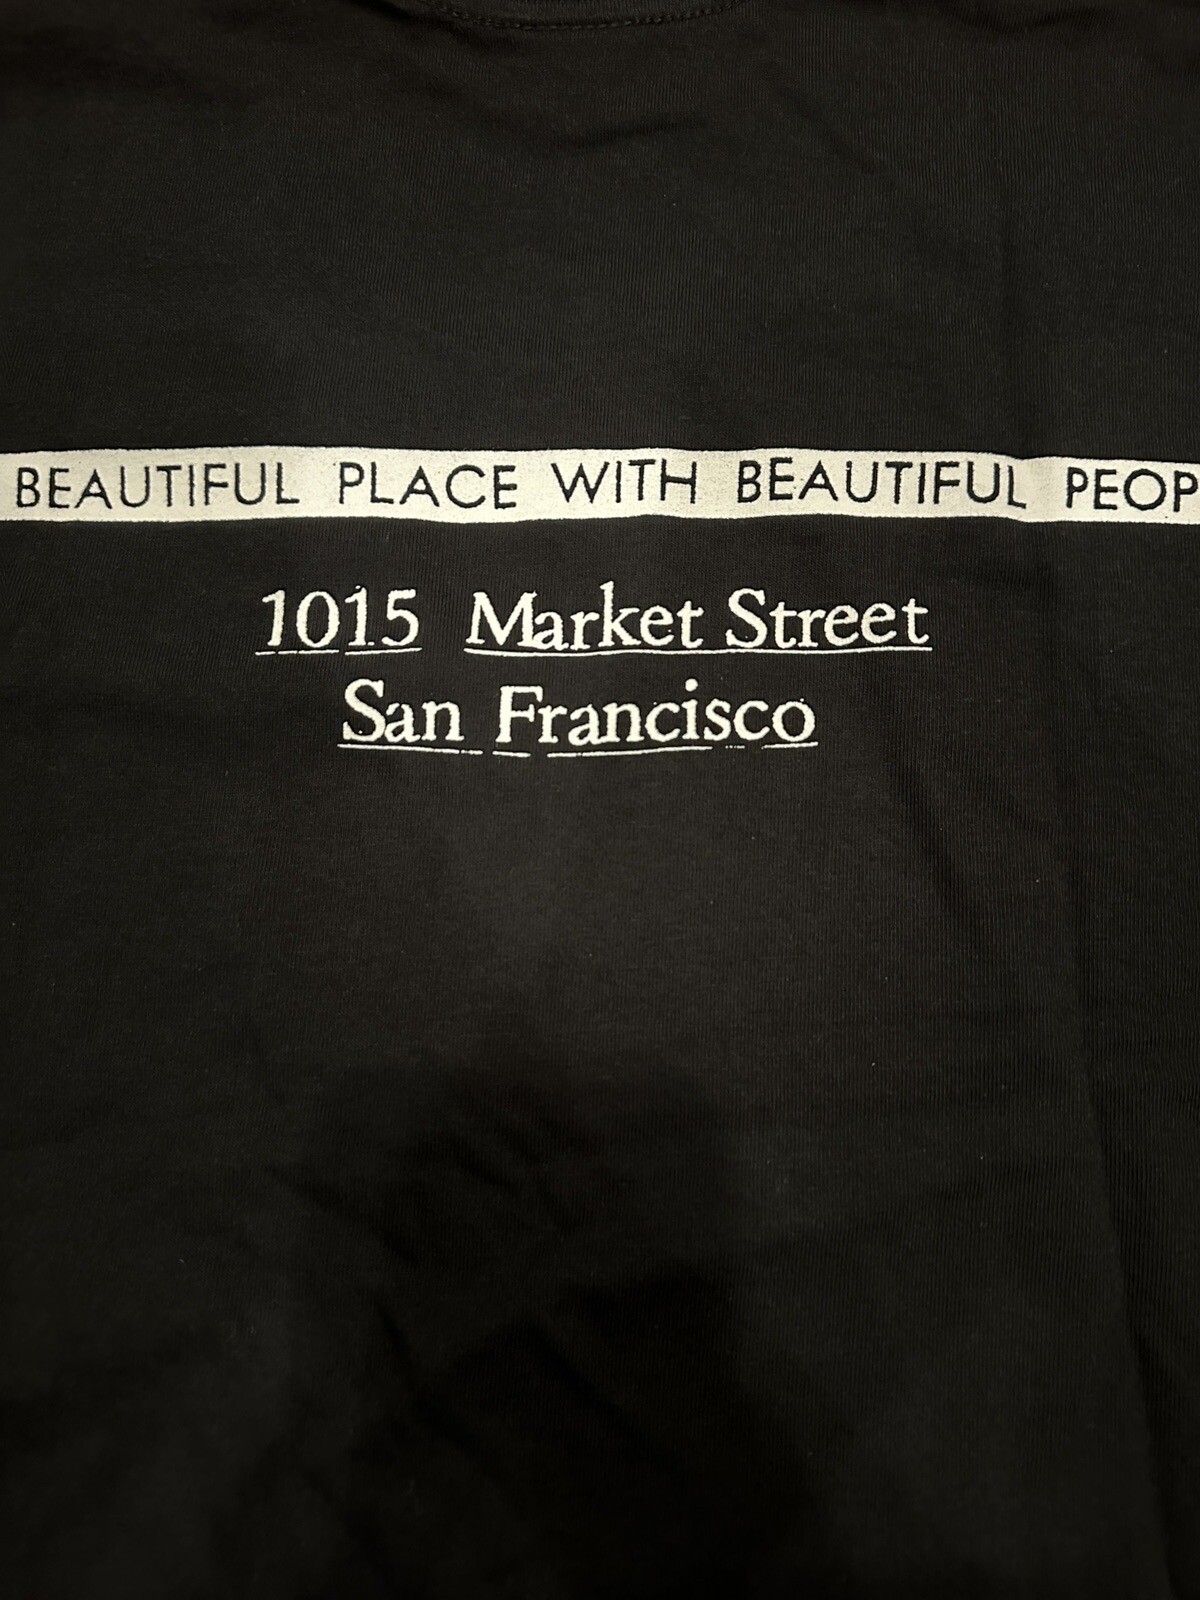 BEAUTIFUL PLACE WITH BEAUTIFUL PEOP
1015 Market Street
San Francisco